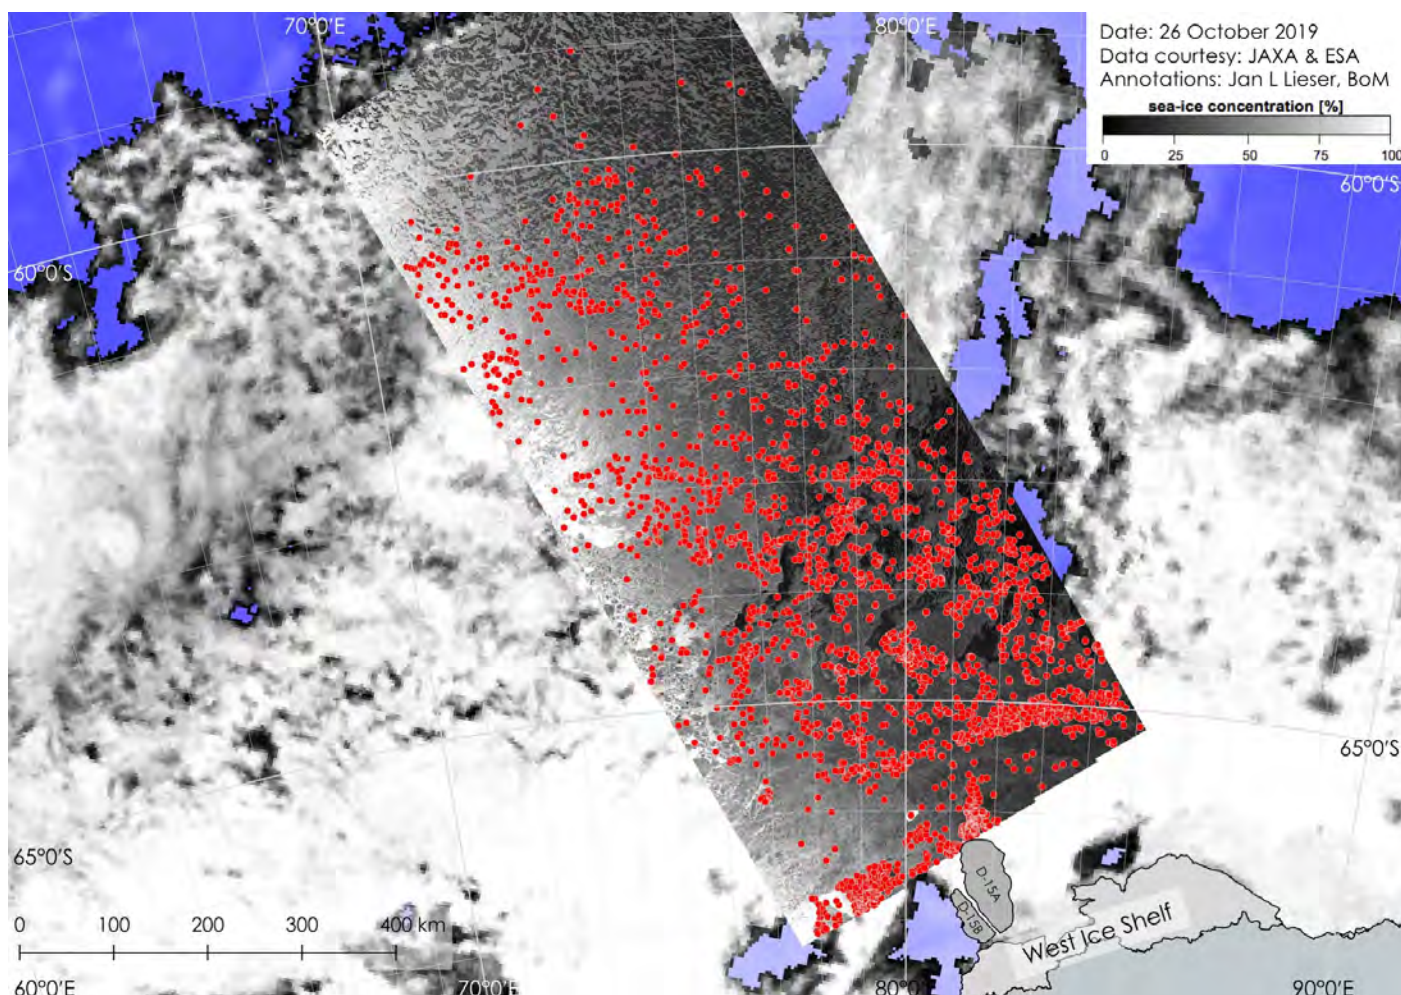 70°0'E
80°0'E
Date: 26 October 2019
Data courtesy: JAXA & ESA
Annotations: Jan L Lieser, BoM
sea-ice concentration [%]
0 25 50 75 100
60°0'S
60°0'S
65°0'S
65°0'S
D-15A
D-15B
West Ice Shelf
0 100 200 300 400 km
60°0'E
70°0'E
80°0'E
90°0'E